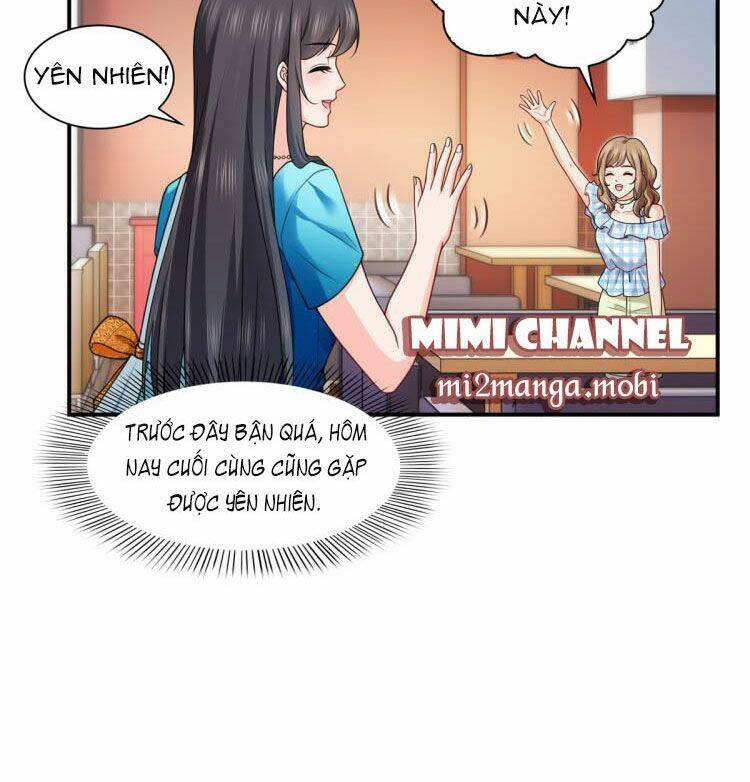 NÀY!
YÊN NHIÊN!
MIMI CHANNEL
mi2manga.mobi
TRƯỚC ĐÂY BẬN QUÁ, HÔM
NAY CUỐI CÙNG CŨNG GẶP
ĐƯỢC YÊN NHIÊN.